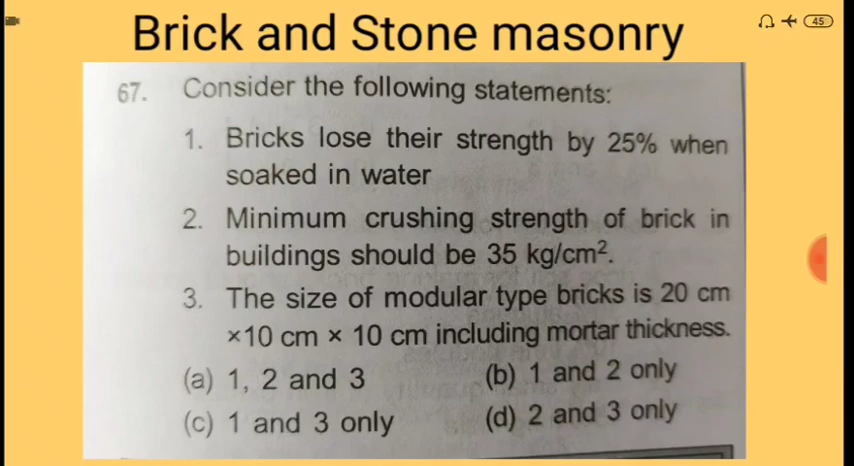 Brick and Stone masonry
45
67. Consider the following statements:
1. Bricks lose their strength by 25% when
soaked in water
2. Minimum crushing strength of brick in
buildings should be 35 kg/cm².
3. The size of modular type bricks is 20 cm
×10 cm × 10 cm including mortar thickness.
(a) 1, 2 and 3 (b) 1 and 2 only
(c) 1 and 3 only (d) 2 and 3 only